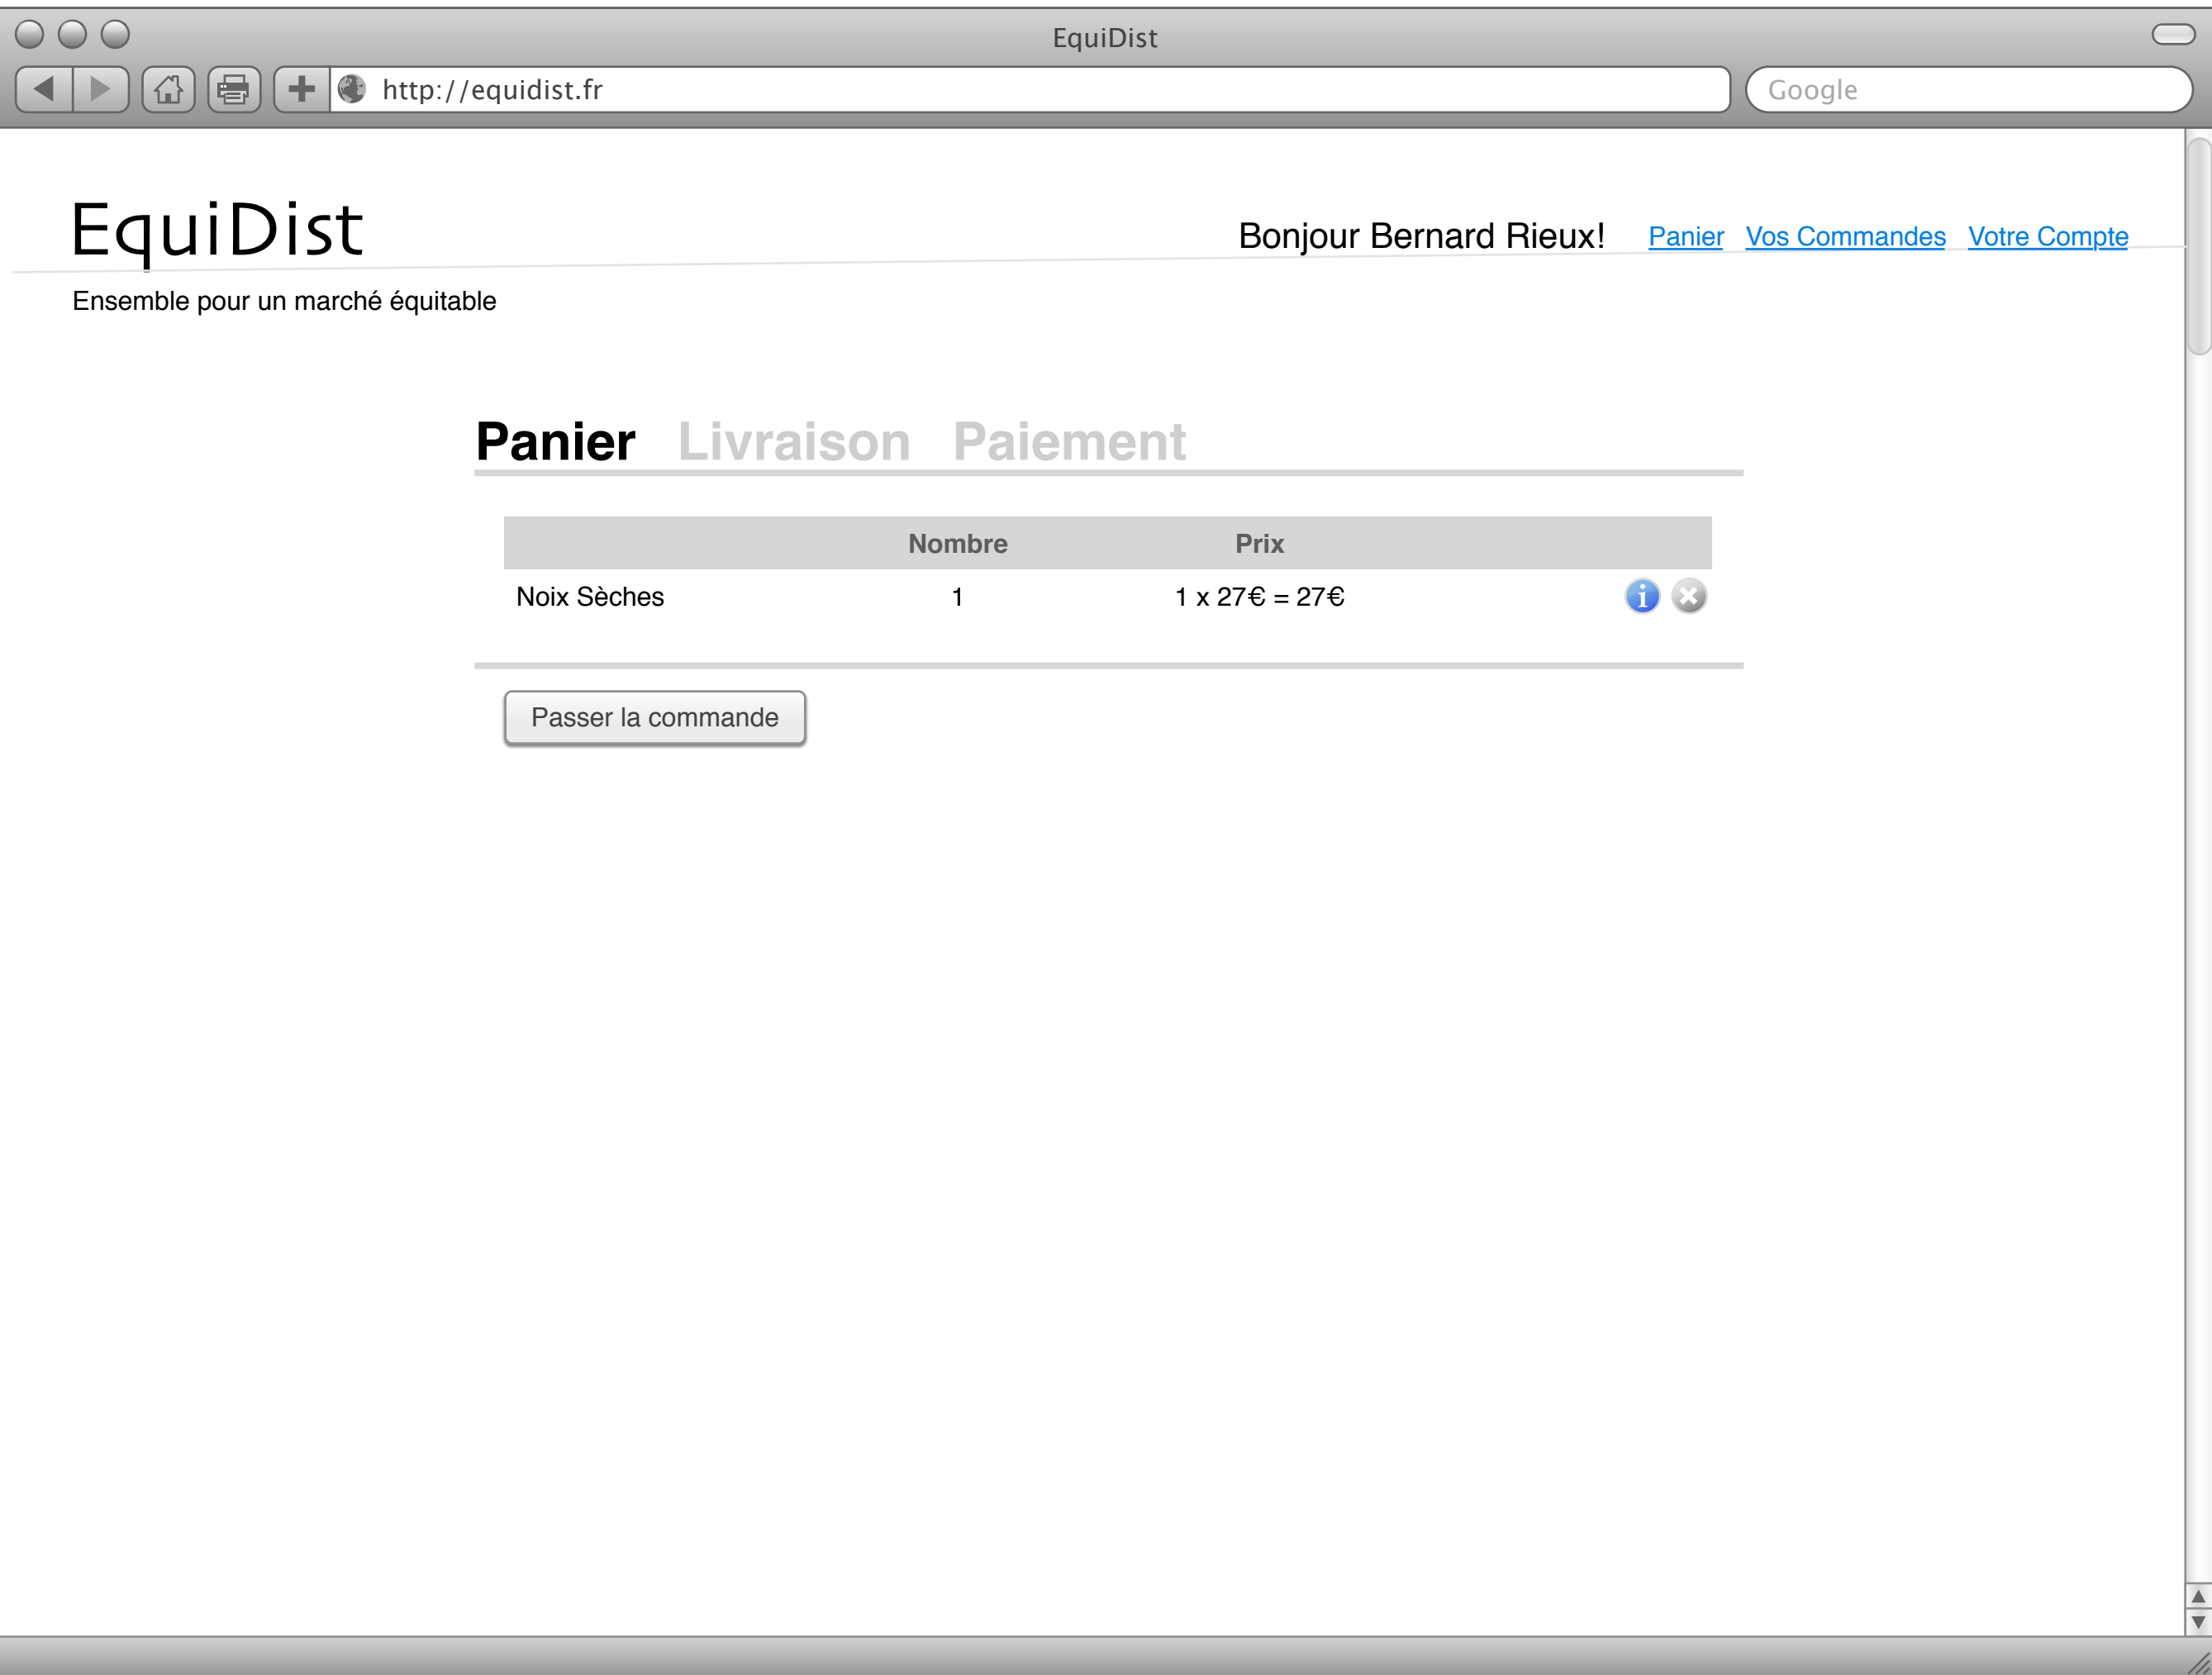 EquiDist
http://equidist.fr
Google
EquiDist
Bonjour Bernard Rieux! Panier Vos Commandes Votre Compte
Ensemble pour un marché équitable
Panier Livraison Paiement
Nombre Prix
Noix Sèches 1 1 x 27€ = 27€
Passer la commande